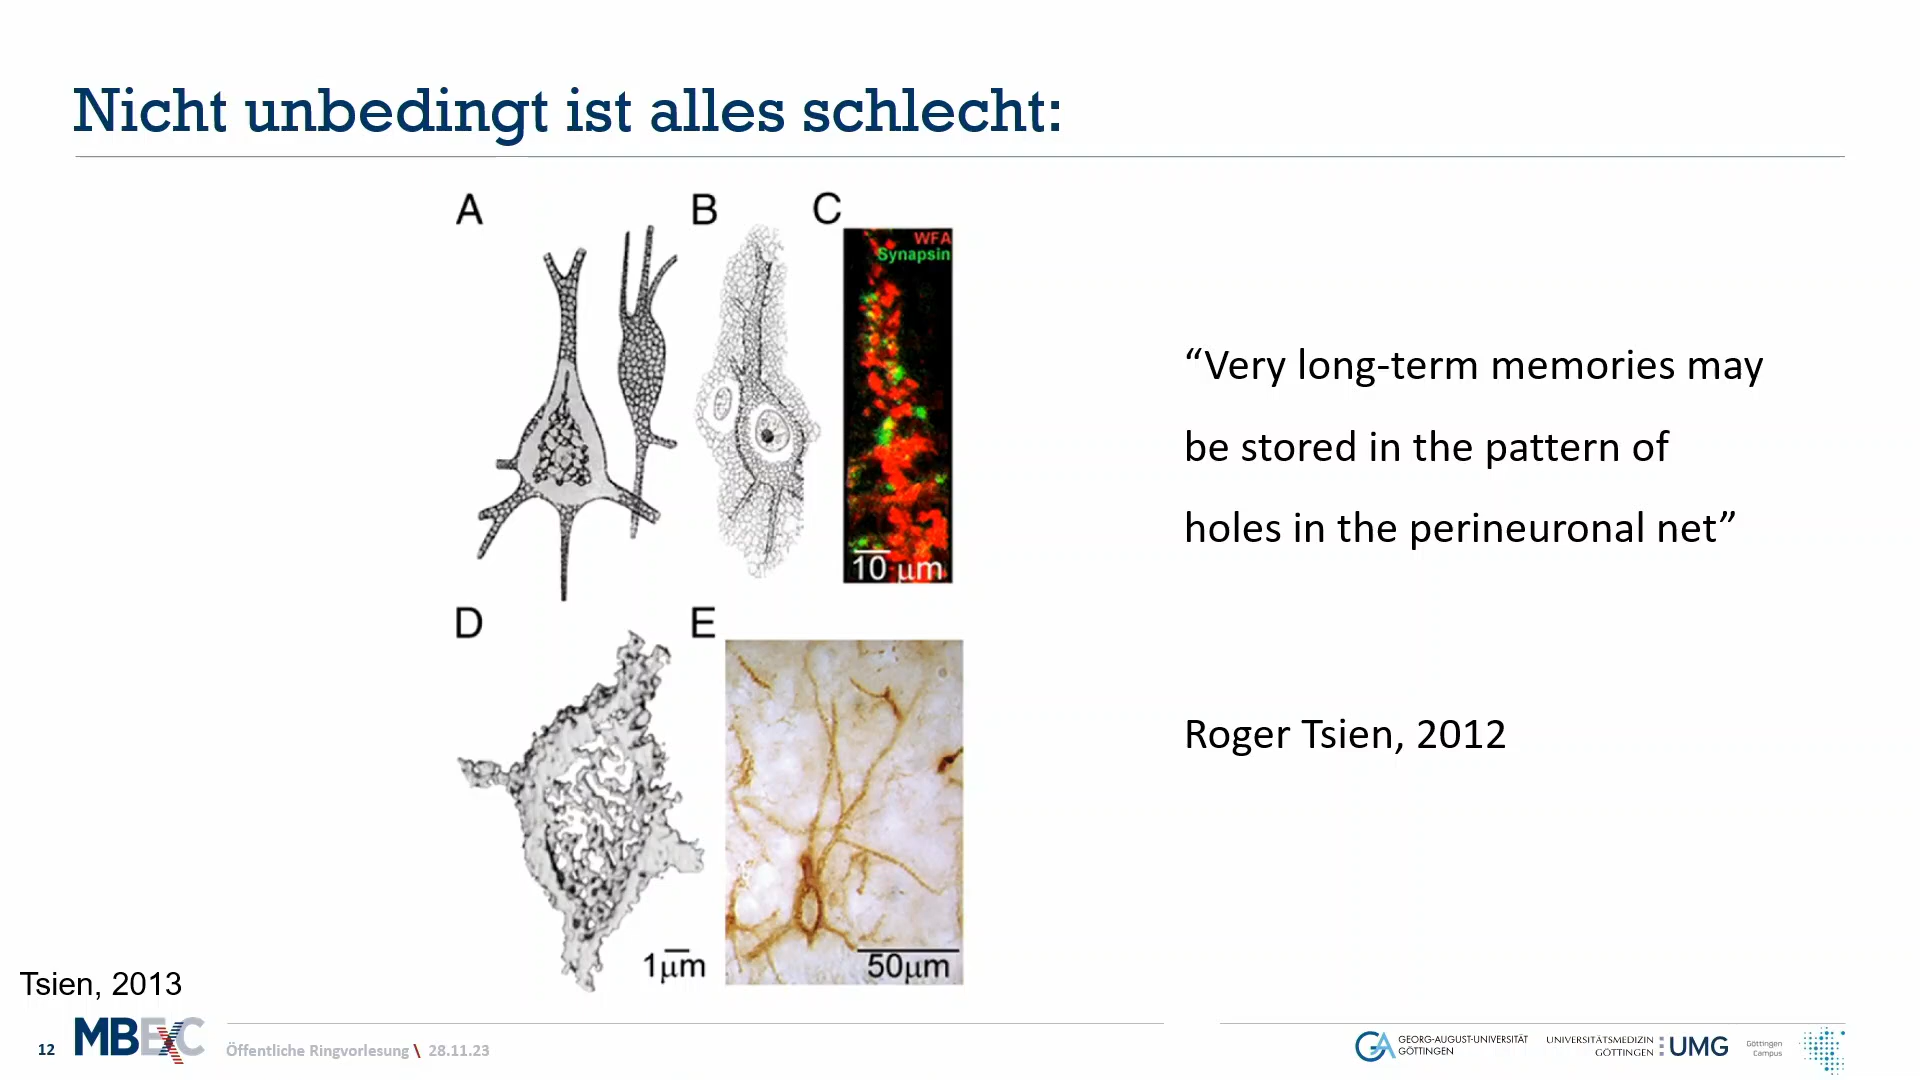 Nicht unbedingt ist alles schlecht:
A
B
C
WFA
Synapsin
10 μm
D
E
1μm
50μm
“Very long-term memories may
be stored in the pattern of
holes in the perineuronal net”
Roger Tsien, 2012
Tsien, 2013
12
MBExC
Öffentliche Ringvorlesung \ 28.11.23
GEORG-AUGUST-UNIVERSITÄT
GÖTTINGEN
UNIVERSITÄTSMEDIZIN
GÖTTINGEN
UMG
Göttingen
Campus